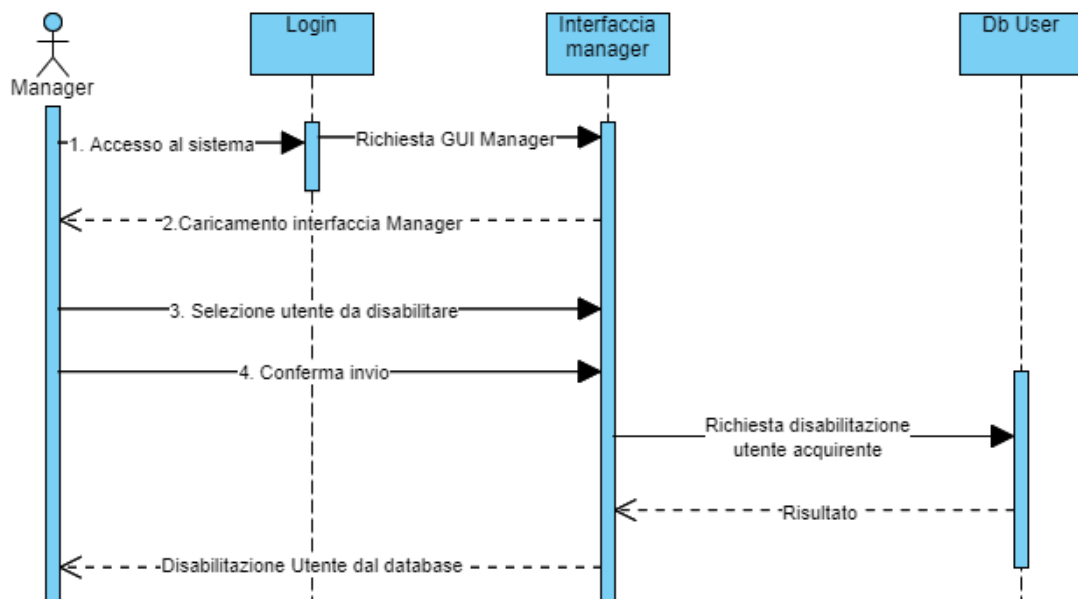 Login
Interfaccia
manager
Db User
Manager
1. Accesso al sistema
Richiesta GUI Manager
2.Caricamento interfaccia Manager
3. Selezione utente da disabilitare
4. Conferma invio
Richiesta disabilitazione
utente acquirente
Risultato
Disabilitazione Utente dal database